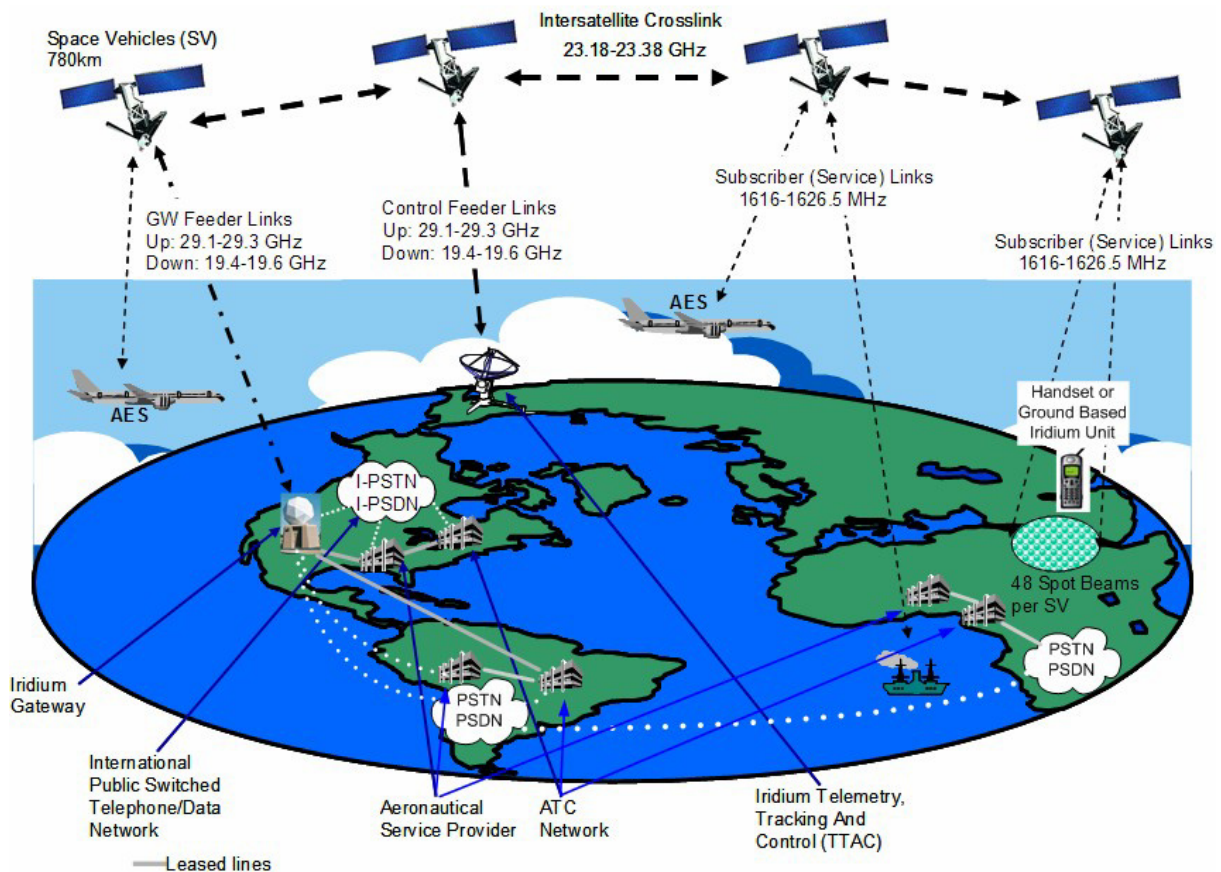 Space Vehicles (SV)
780km
Intersatellite Crosslink
23.18-23.38 GHz
GW Feeder Links
Up: 29.1-29.3 GHz
Down: 19.4-19.6 GHz
Control Feeder Links
Up: 29.1-29.3 GHz
Down: 19.4-19.6 GHz
Subscriber (Service) Links
1616-1626.5 MHz
Subscriber (Service) Links
1616-1626.5 MHz
AES
AES
Handset or
Ground Based
Iridium Unit
I-PSTN
I-PSDN
48 Spot Beams
per SV
PSTN
PSDN
PSTN
PSDN
Iridium
Gateway
International
Public Switched
Telephone/Data
Network
Aeronautical
Service Provider
ATC
Network
Iridium Telemetry,
Tracking And
Control (TTAC)
Leased lines